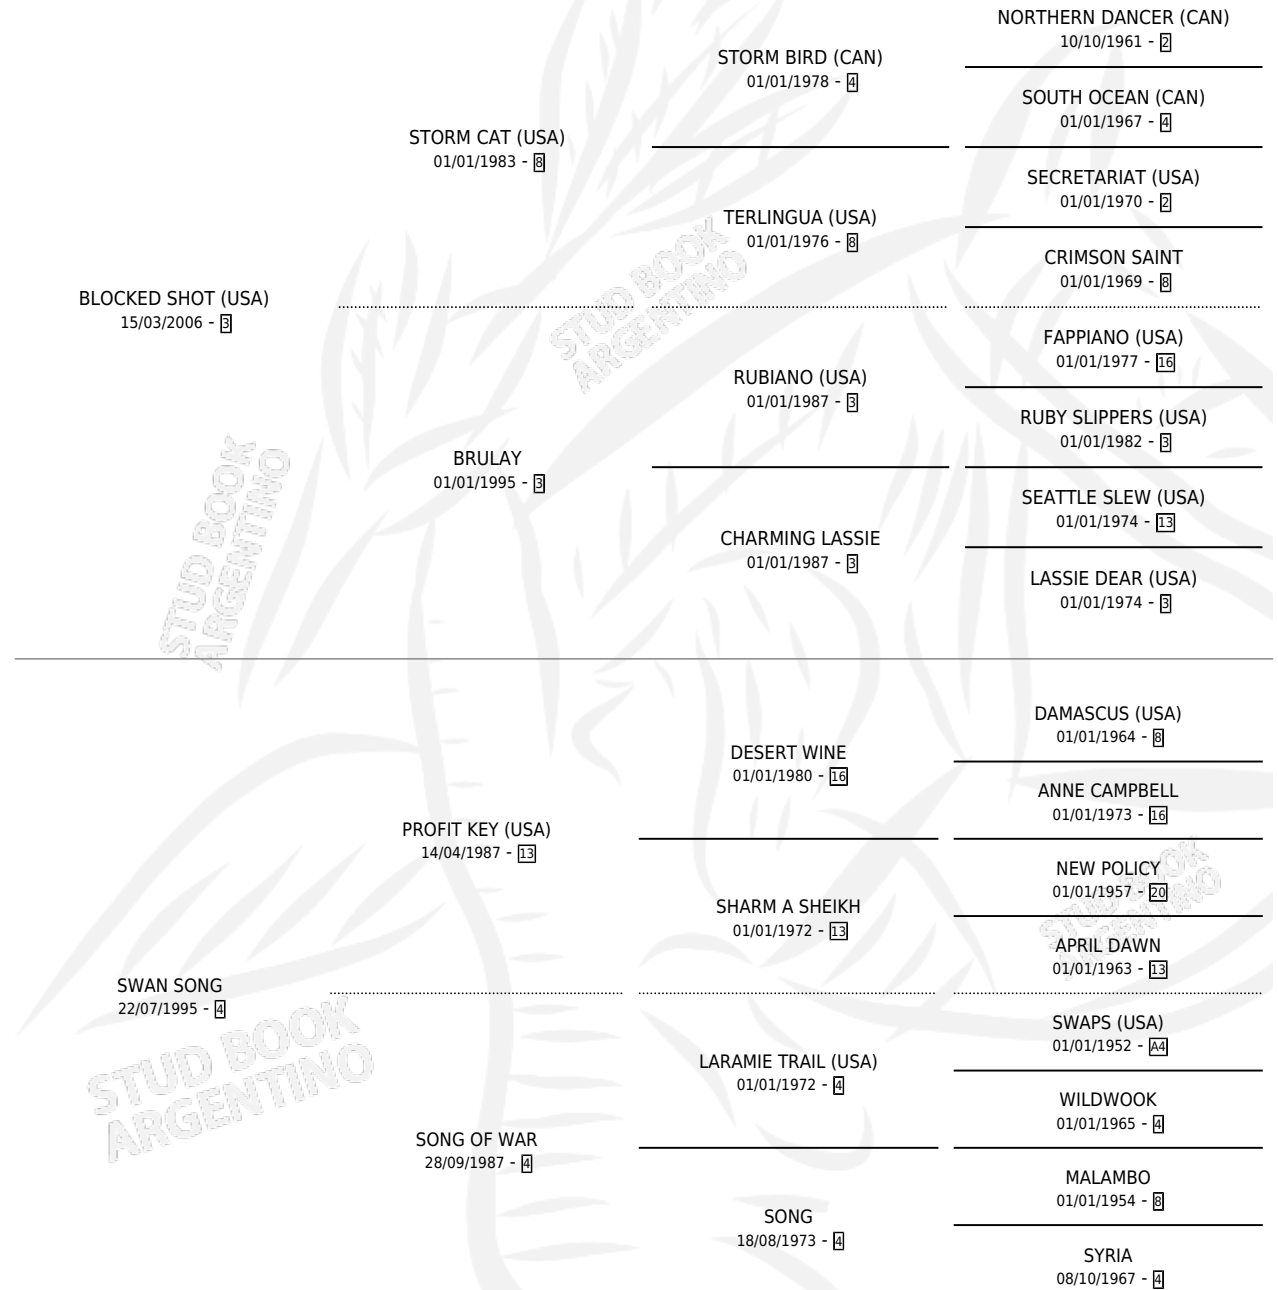 NORTHERN DANCER (CAN)
10/10/1961 - 2
STORM BIRD (CAN)
01/01/1978 - 4
SOUTH OCEAN (CAN)
01/01/1967 - 4
STORM CAT (USA)
01/01/1983 - 8
SECRETARIAT (USA)
01/01/1970 - 2
TERLINGUA (USA)
01/01/1976 - 8
CRIMSON SAINT
01/01/1969 - 8
BLOCKED SHOT (USA)
15/03/2006 - 3
FAPPIANO (USA)
01/01/1977 - 16
RUBIANO (USA)
01/01/1987 - 3
RUBY SLIPPERS (USA)
01/01/1982 - 3
BRULAY
01/01/1995 - 3
SEATTLE SLEW (USA)
01/01/1974 - 13
CHARMING LASSIE
01/01/1987 - 3
LASSIE DEAR (USA)
01/01/1974 - 3
DAMASCUS (USA)
01/01/1964 - 8
DESERT WINE
01/01/1980 - 16
ANNE CAMPBELL
01/01/1973 - 16
PROFIT KEY (USA)
14/04/1987 - 13
NEW POLICY
01/01/1957 - 20
SHARM A SHEIKH
01/01/1972 - 13
APRIL DAWN
01/01/1963 - 13
SWAN SONG
22/07/1995 - 4
SWAPS (USA)
01/01/1952 - A4
LARAMIE TRAIL (USA)
01/01/1972 - 4
WILDWOOK
01/01/1965 - 4
SONG OF WAR
28/09/1987 - 4
MALAMBO
01/01/1954 - 8
SONG
18/08/1973 - 4
SYRIA
08/10/1967 - 4
STUD BOOK
ARGENTINO
STUD BOOK
ARGENTINO
STUD BOOK
ARGENTINO
STUD BOOK
ARGENTINO